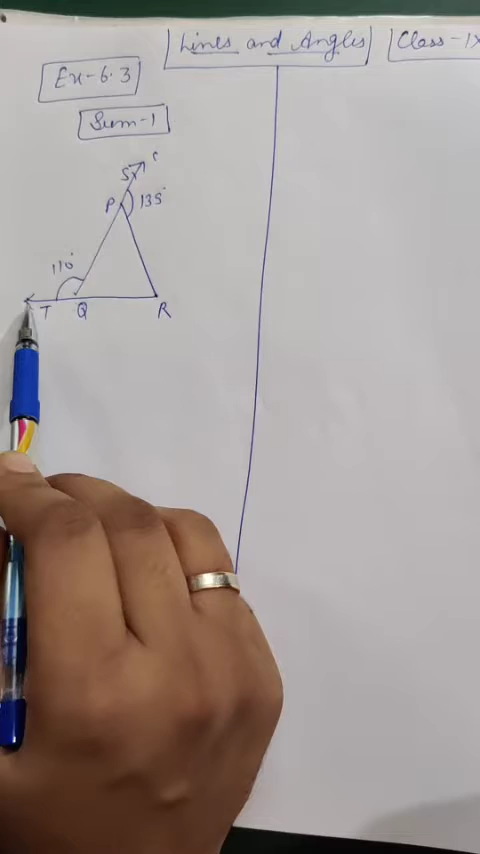 Lines and Angles
Class-IX
Ex-6.3
Sum-1
S
P 135°
110°
T Q R